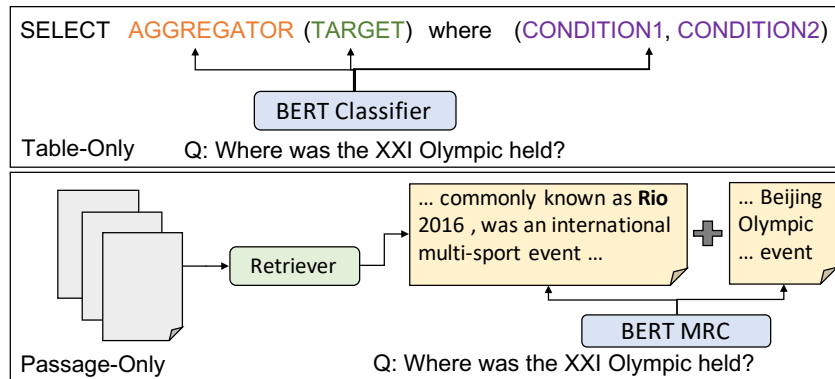 SELECT AGGREGATOR (TARGET) where (CONDITION1, CONDITION2)
BERT Classifier
Table-Only Q: Where was the XXI Olympic held?
... commonly known as Rio
2016 , was an international
multi-sport event ...
... Beijing
Olympic
... event
Retriever
BERT MRC
Passage-Only Q: Where was the XXI Olympic held?